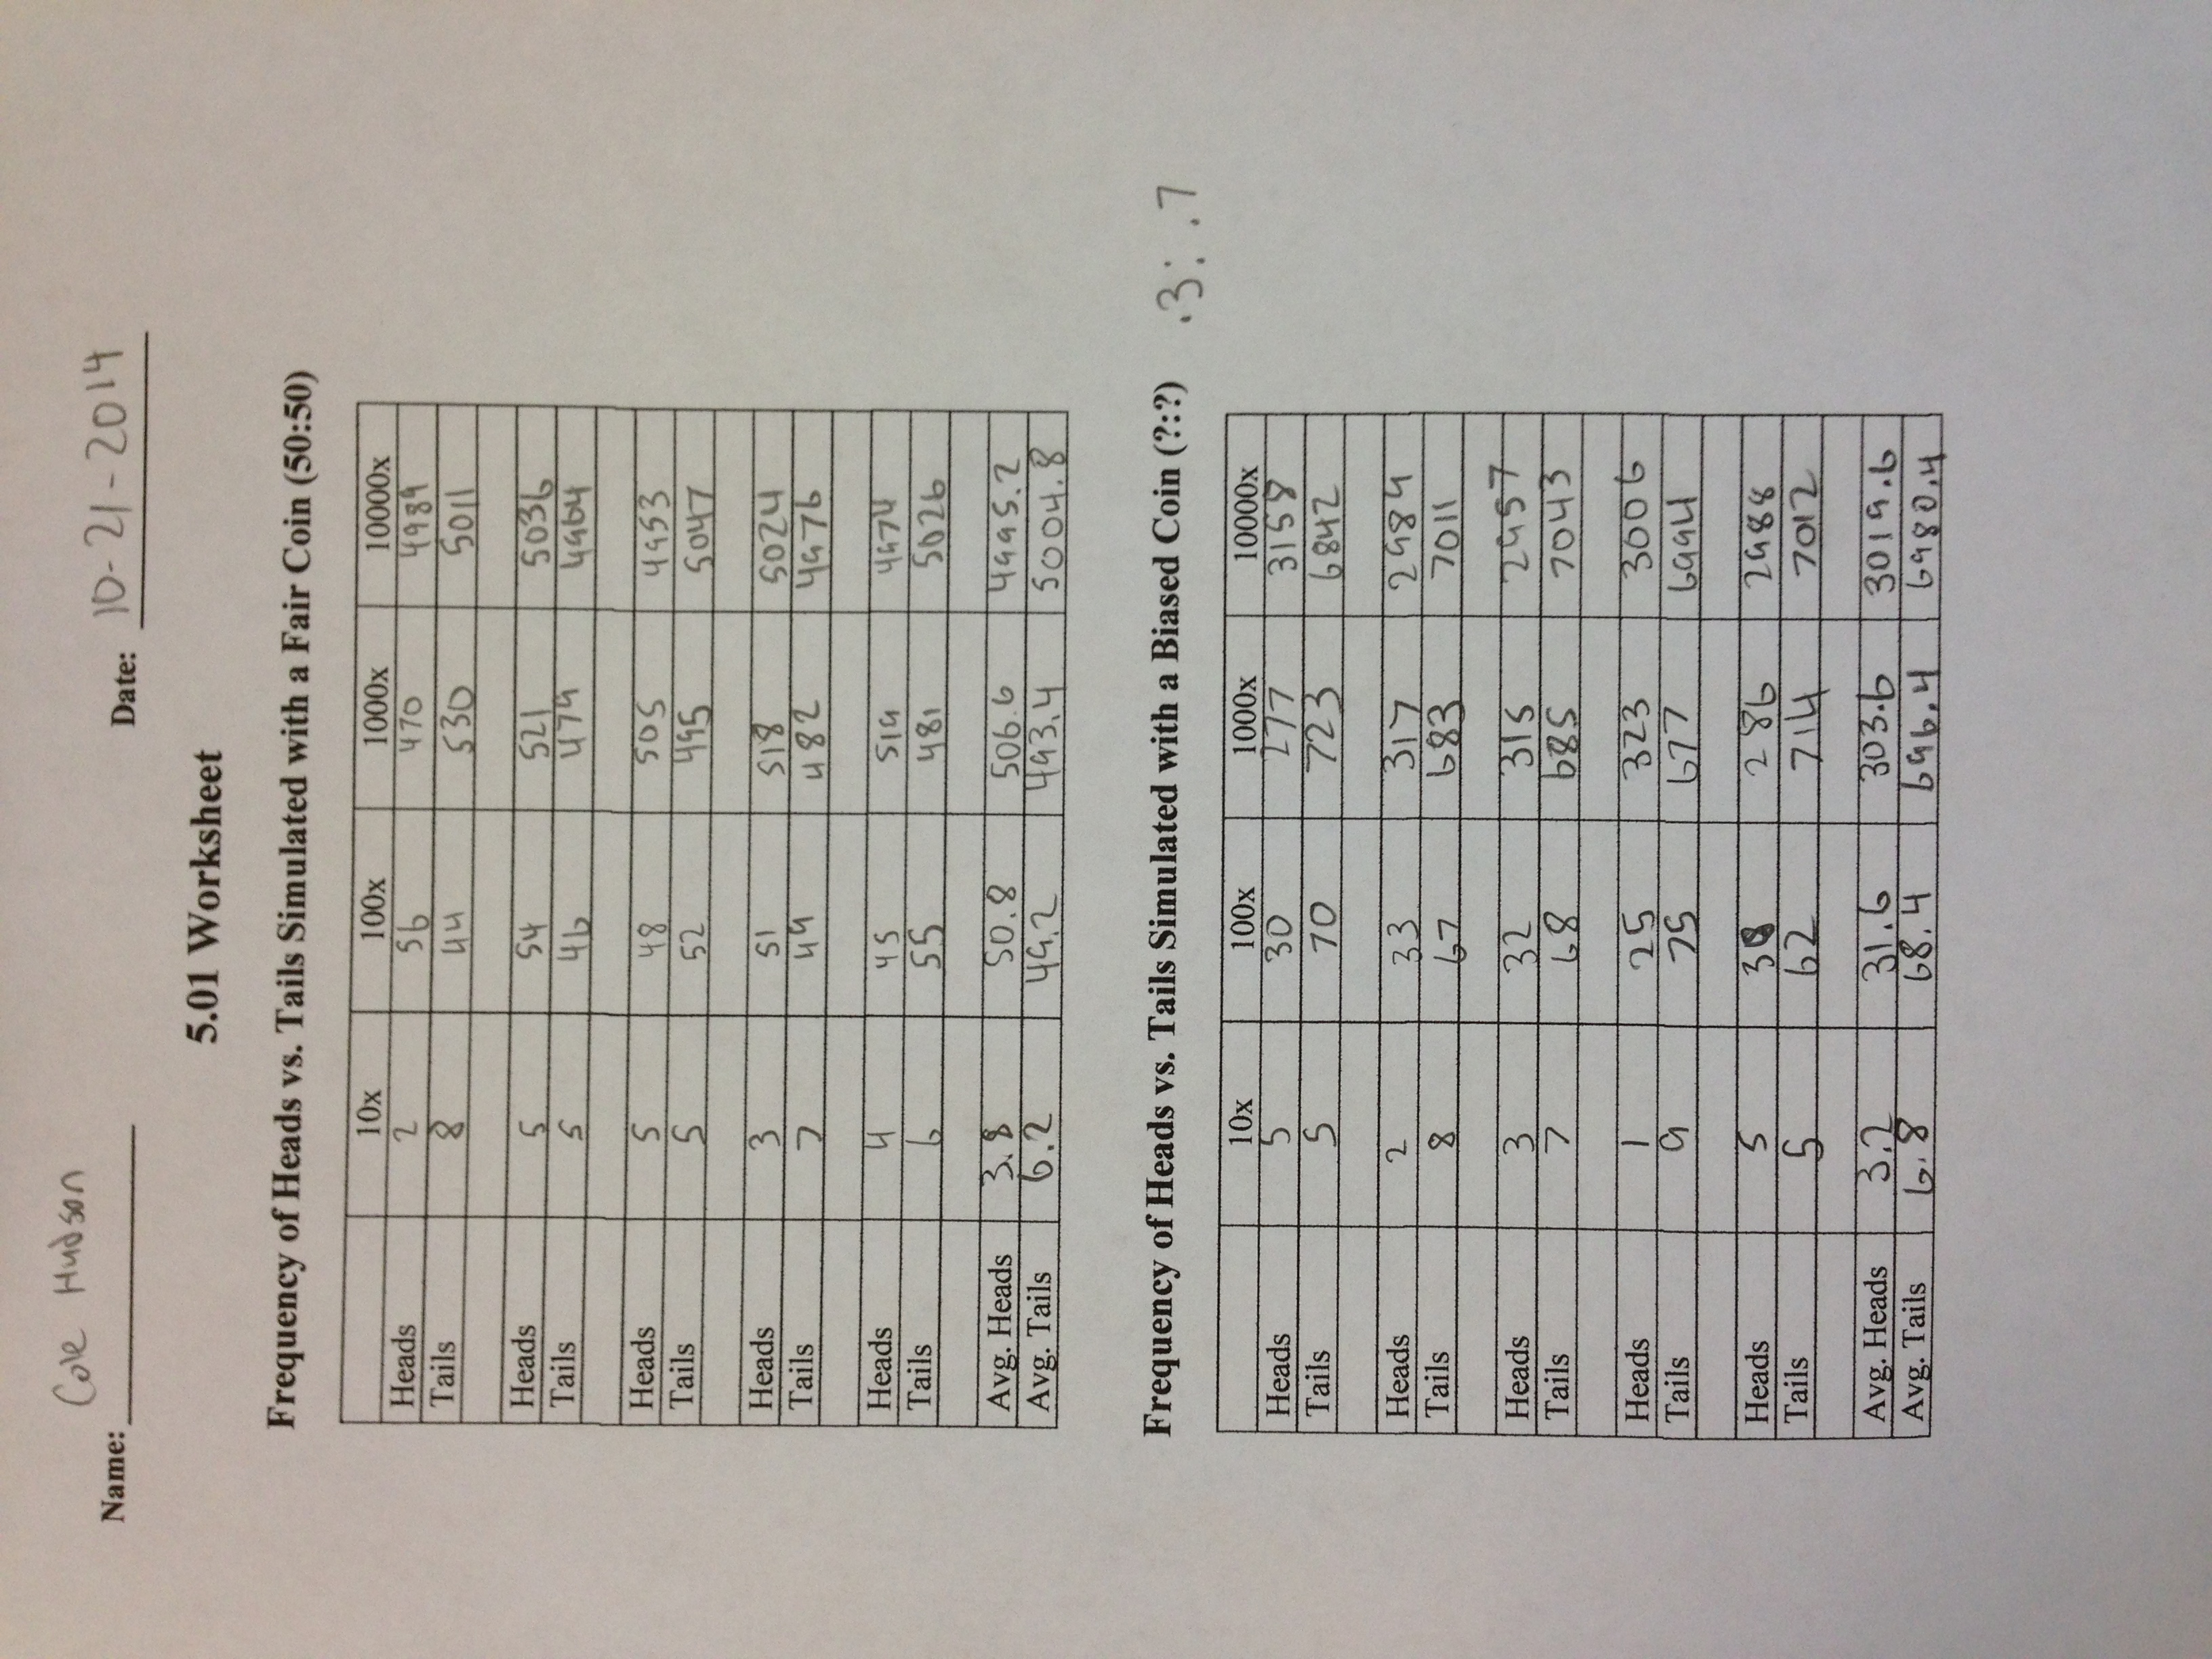 Cole Hudson
Name: Date: 10-21-2014
5.01 Worksheet
Frequency of Heads vs. Tails Simulated with a Fair Coin (50:50)
10x 100x 1000x 10000x
Heads 2 56 470 4989
Tails 8 44 530 5011
Heads 5 54 521 5036
Tails 5 46 479 4964
Heads 5 48 505 4953
Tails 5 52 495 5047
Heads 3 51 518 5024
Tails 7 49 482 4976
Heads 4 45 519 4974
Tails 6 55 481 5026
Avg. Heads 3.8 50.8 506.6 4995.2
Avg. Tails 6.2 49.2 493.4 5004.8
Frequency of Heads vs. Tails Simulated with a Biased Coin (?:?) .3: .7
10x 100x 1000x 10000x
Heads 5 30 277 3158
Tails 5 70 723 6842
Heads 2 33 317 2989
Tails 8 67 683 7011
Heads 3 32 315 2957
Tails 7 68 685 7043
Heads 1 25 323 3006
Tails 9 75 677 6994
Heads 5 38 286 2988
Tails 5 62 714 7012
Avg. Heads 3.2 31.6 303.6 3019.6
Avg. Tails 6.8 68.4 696.4 6980.4